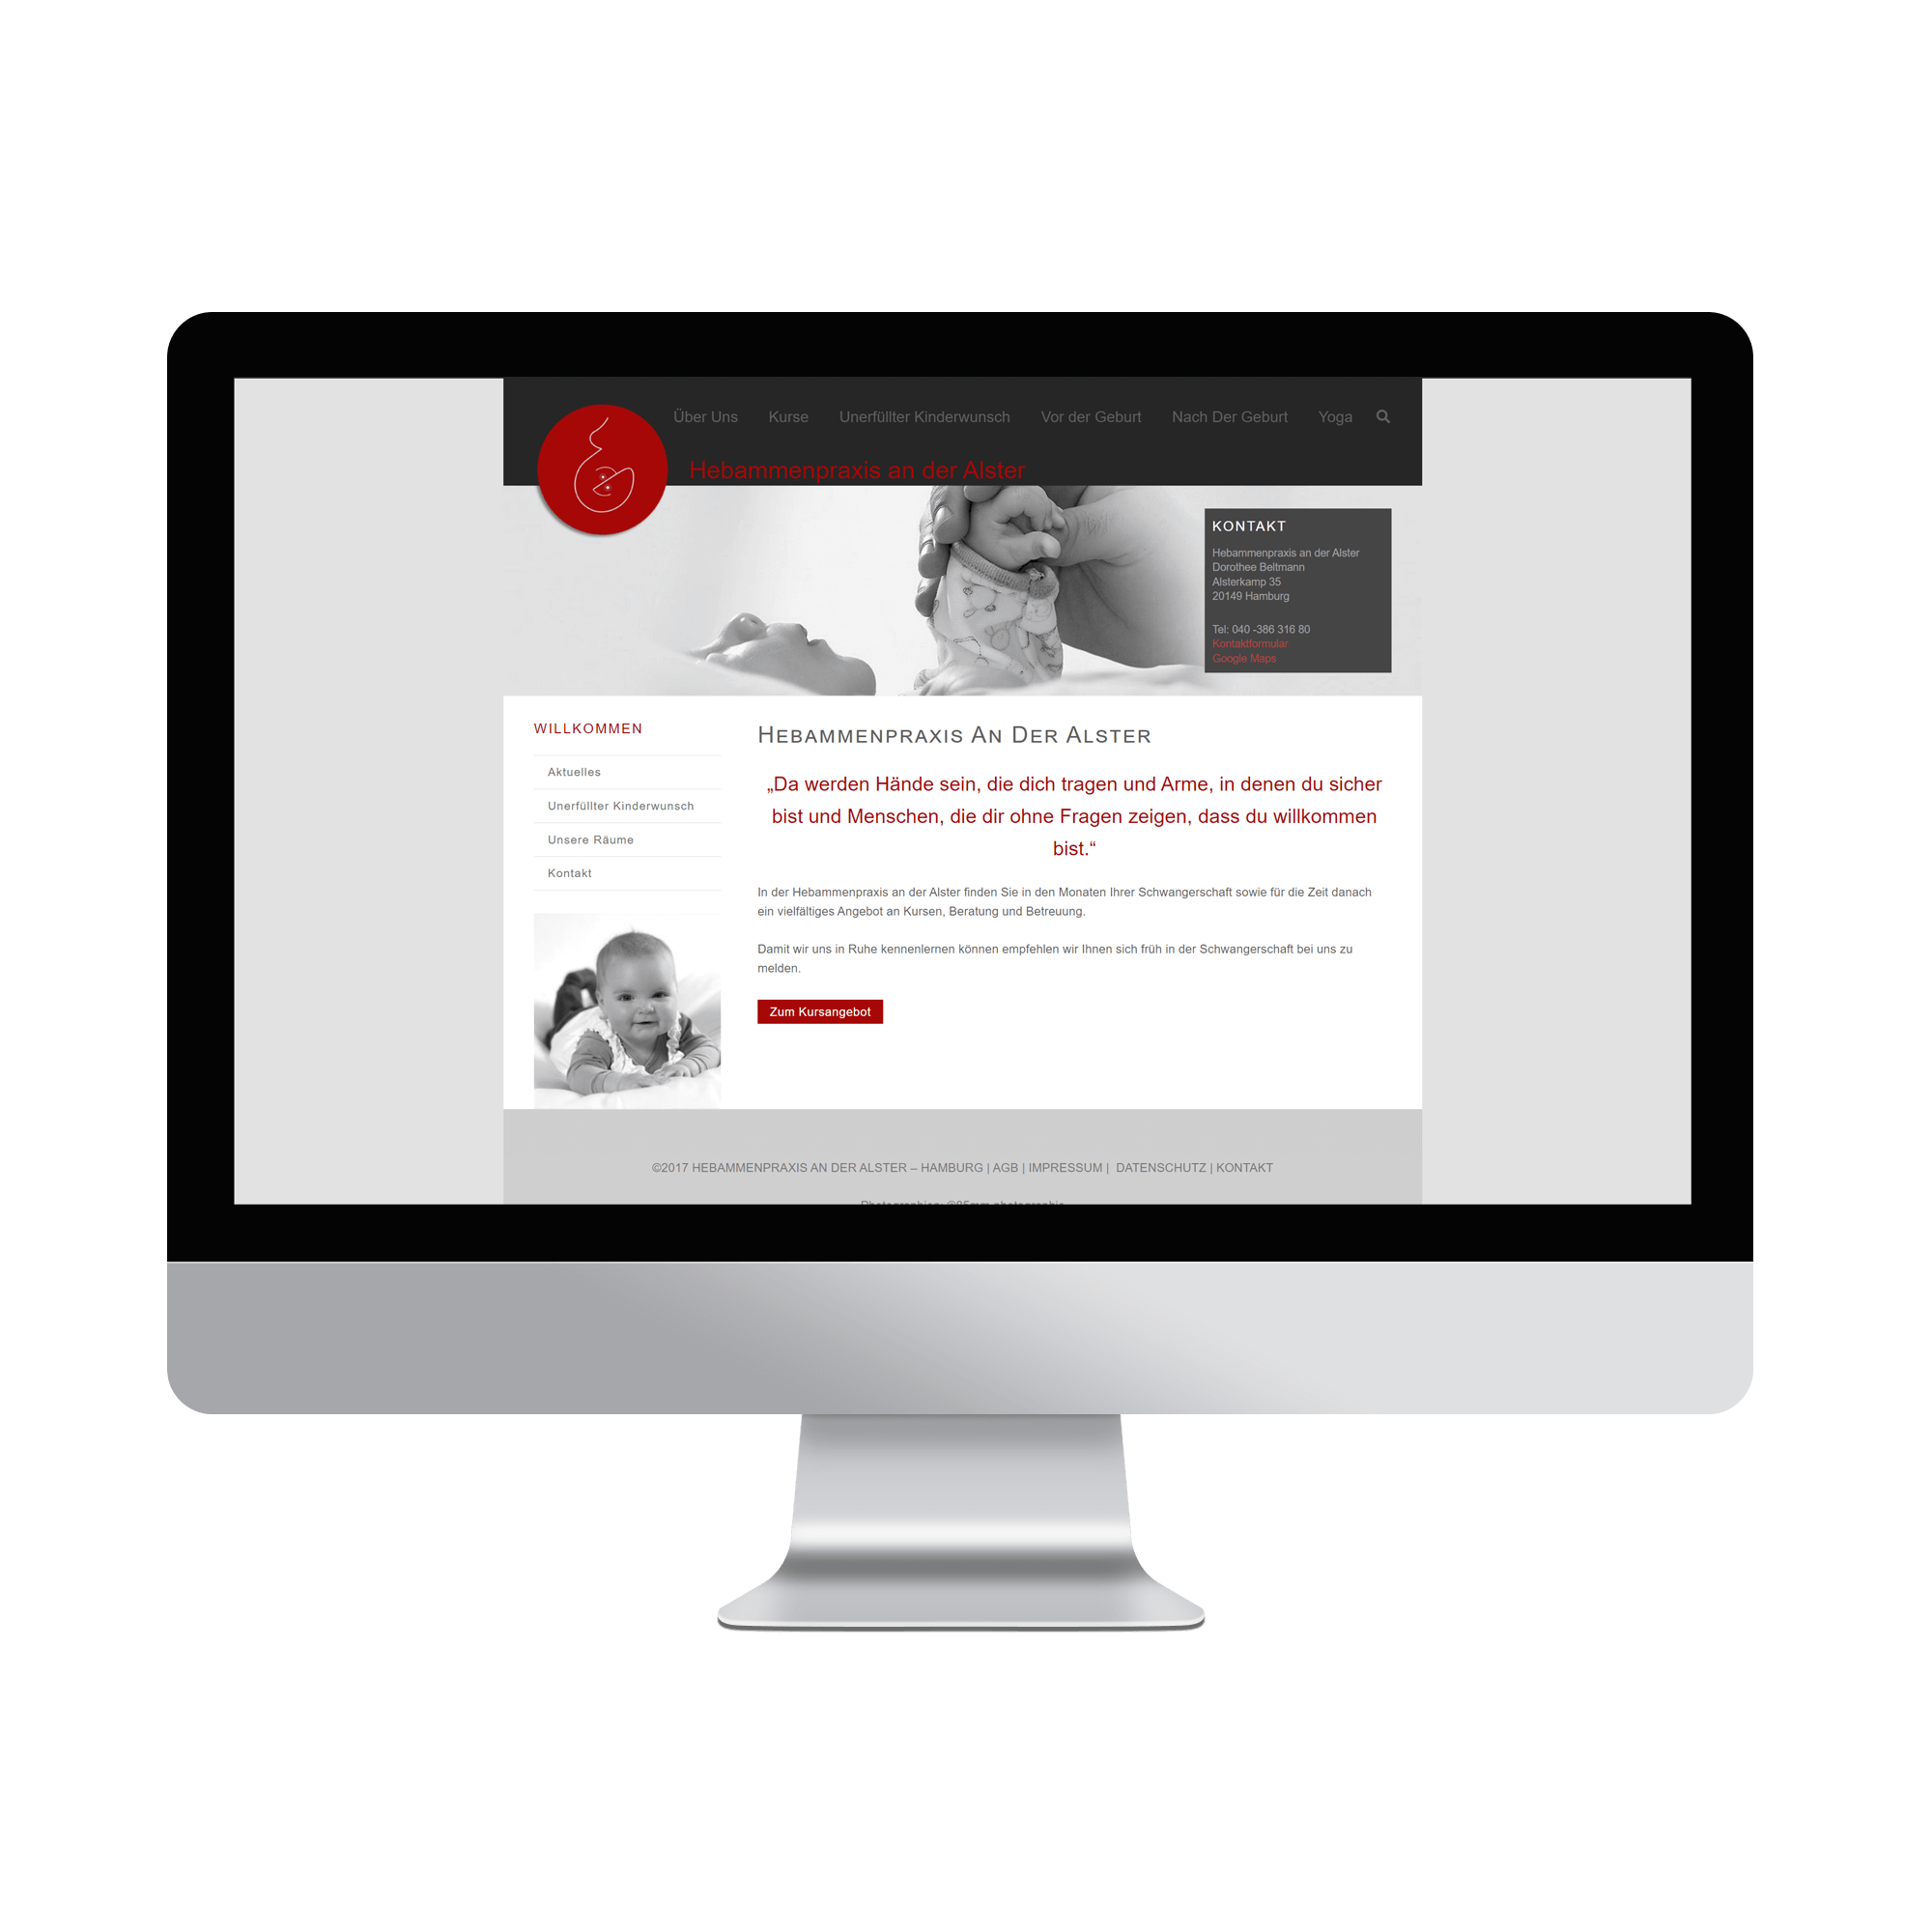 Über Uns Kurse Unerfüllter Kinderwunsch Vor der Geburt Nach Der Geburt Yoga
Hebammenpraxis an der Alster
KONTAKT
Hebammenpraxis an der Alster
Dorothee Beltmann
Alsterkamp 35
20149 Hamburg
Tel: 040 -386 316 80
Kontaktformular
Google Maps
WILLKOMMEN
Aktuelles
Unerfüllter Kinderwunsch
Unsere Räume
Kontakt
Hebammenpraxis An Der Alster
„Da werden Hände sein, die dich tragen und Arme, in denen du sicher
bist und Menschen, die dir ohne Fragen zeigen, dass du willkommen
bist.“
In der Hebammenpraxis an der Alster finden Sie in den Monaten Ihrer Schwangerschaft sowie für die Zeit danach
ein vielfältiges Angebot an Kursen, Beratung und Betreuung.
Damit wir uns in Ruhe kennenlernen können empfehlen wir Ihnen sich früh in der Schwangerschaft bei uns zu
melden.
Zum Kursangebot
©2017 HEBAMMENPRAXIS AN DER ALSTER – HAMBURG | AGB | IMPRESSUM | DATENSCHUTZ | KONTAKT